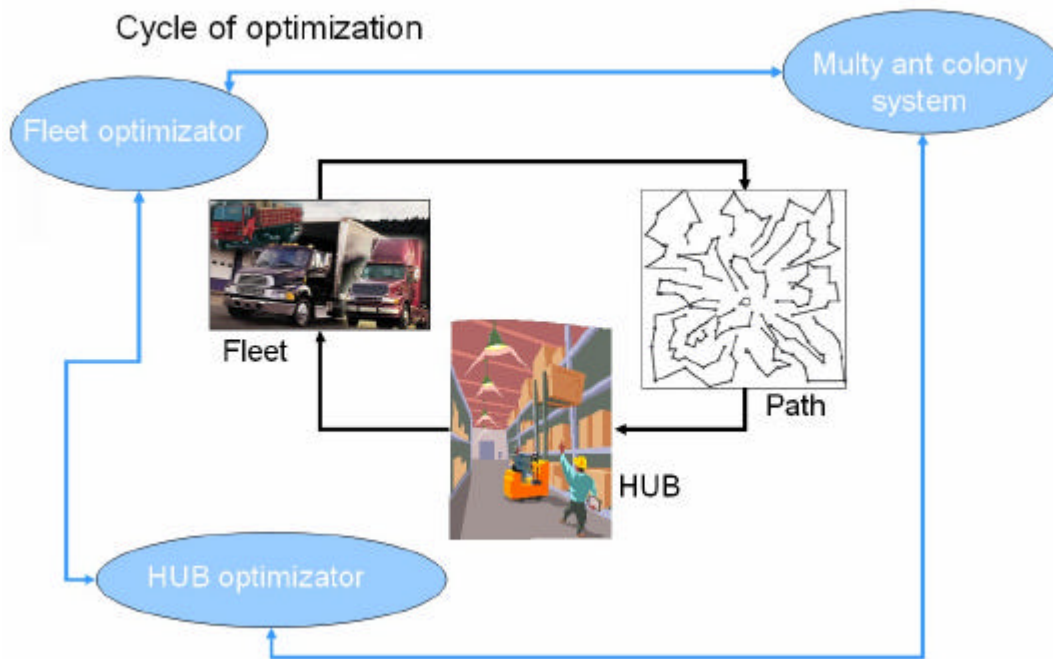 Cycle of optimization
Multy ant colony
system
Fleet optimizator
Fleet
Path
HUB
HUB optimizator